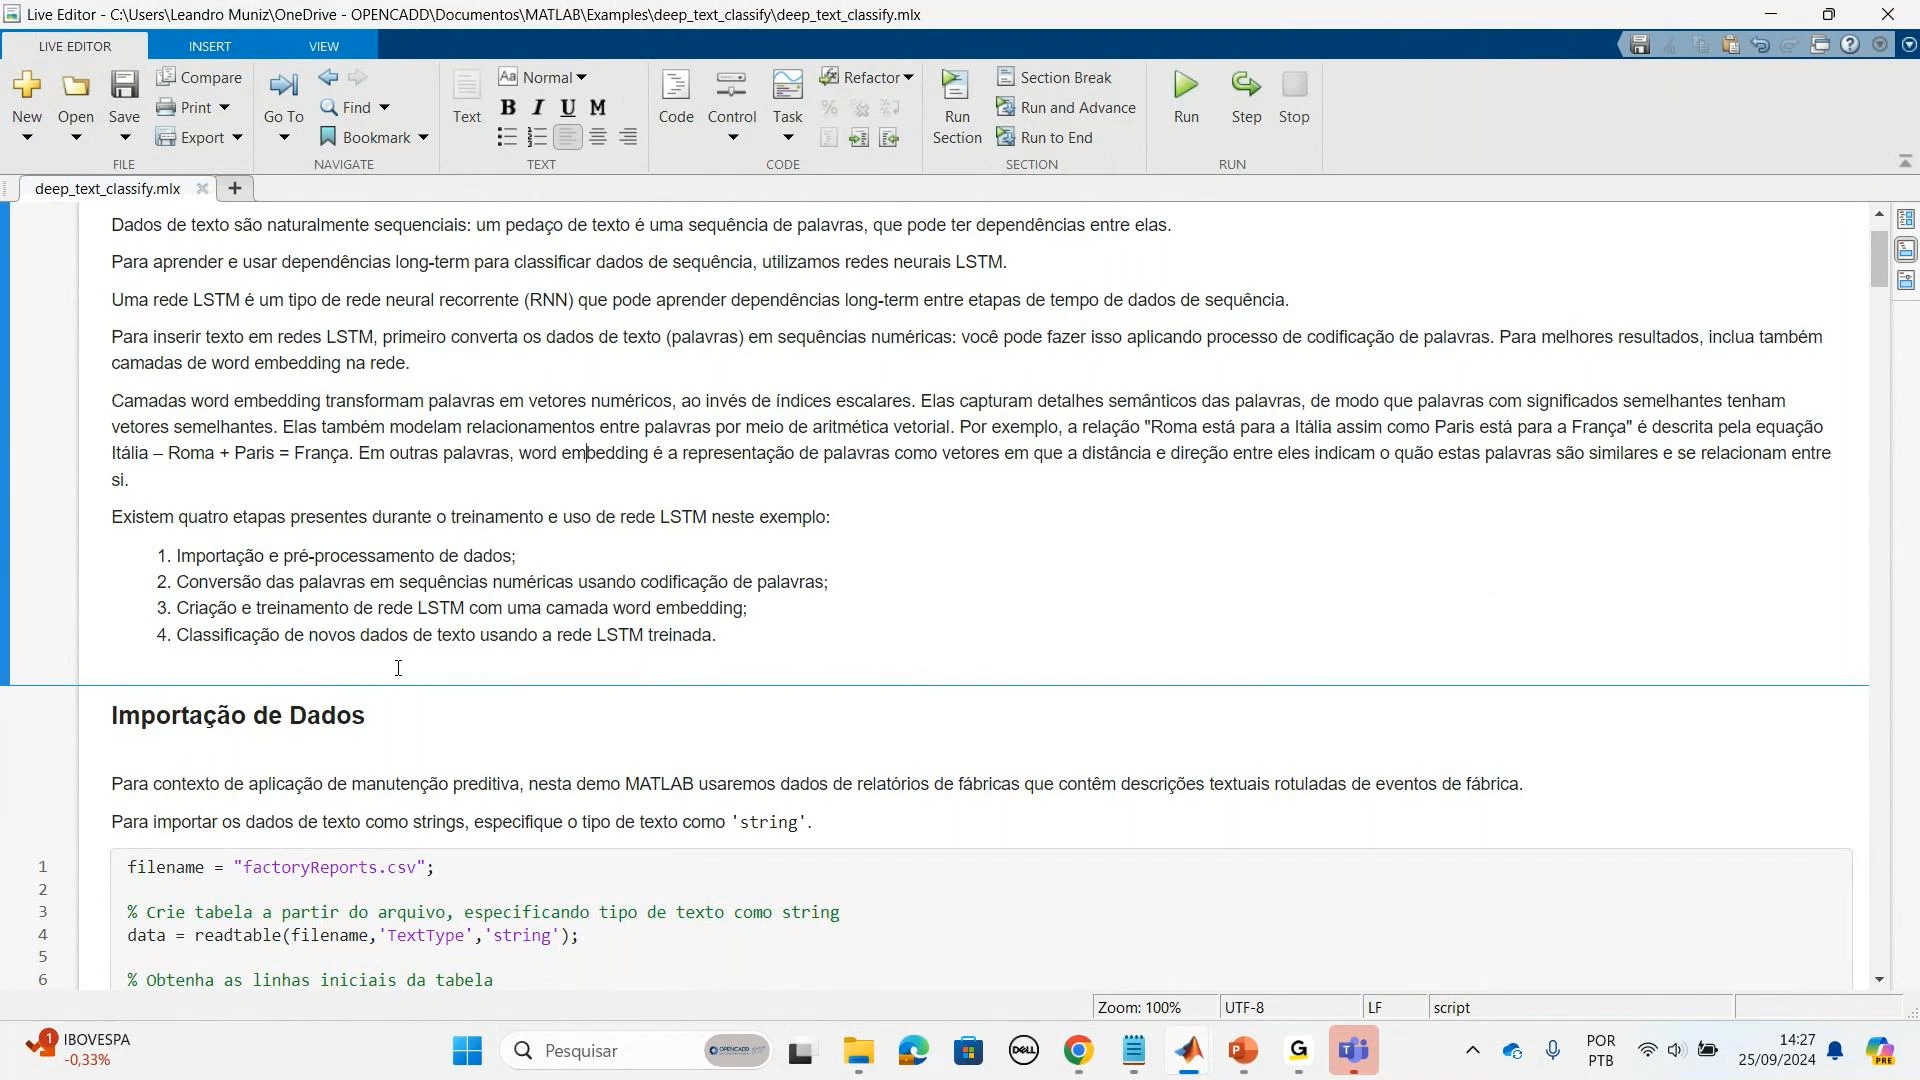 Live Editor - C:\Users\Leandro Muniz\OneDrive - OPENCADD\Documentos\MATLAB\Examples\deep_text_classify\deep_text_classify.mlx
LIVE EDITOR INSERT VIEW
New
Open
Save
Compare
Print
Export
FILE
Go To
Find
Bookmark
NAVIGATE
Text
Aa Normal
B I U M
TEXT
Code
Control
Task
Refactor
CODE
Run Section
Section Break
Run and Advance
Run to End
SECTION
Run
Step
Stop
RUN
deep_text_classify.mlx
Dados de texto são naturalmente sequenciais: um pedaço de texto é uma sequência de palavras, que pode ter dependências entre elas.
Para aprender e usar dependências long-term para classificar dados de sequência, utilizamos redes neurais LSTM.
Uma rede LSTM é um tipo de rede neural recorrente (RNN) que pode aprender dependências long-term entre etapas de tempo de dados de sequência.
Para inserir texto em redes LSTM, primeiro converta os dados de texto (palavras) em sequências numéricas: você pode fazer isso aplicando processo de codificação de palavras. Para melhores resultados, inclua também
camadas de word embedding na rede.
Camadas word embedding transformam palavras em vetores numéricos, ao invés de índices escalares. Elas capturam detalhes semânticos das palavras, de modo que palavras com significados semelhantes tenham
vetores semelhantes. Elas também modelam relacionamentos entre palavras por meio de aritmética vetorial. Por exemplo, a relação "Roma está para a Itália assim como Paris está para a França" é descrita pela equação
Itália – Roma + Paris = França. Em outras palavras, word embedding é a representação de palavras como vetores em que a distância e direção entre eles indicam o quão estas palavras são similares e se relacionam entre
si.
Existem quatro etapas presentes durante o treinamento e uso de rede LSTM neste exemplo:
1. Importação e pré-processamento de dados;
2. Conversão das palavras em sequências numéricas usando codificação de palavras;
3. Criação e treinamento de rede LSTM com uma camada word embedding;
4. Classificação de novos dados de texto usando a rede LSTM treinada.
Importação de Dados
Para contexto de aplicação de manutenção preditiva, nesta demo MATLAB usaremos dados de relatórios de fábricas que contêm descrições textuais rotuladas de eventos de fábrica.
Para importar os dados de texto como strings, especifique o tipo de texto como 'string'.
1 filename = "factoryReports.csv";
2
3 % Crie tabela a partir do arquivo, especificando tipo de texto como string
4 data = readtable(filename,'TextType','string');
5
6 % Obtenha as linhas iniciais da tabela
Zoom: 100% UTF-8 LF script
1 IBOVESPA
-0,33%
Pesquisar
OPENCADD
DELL
POR
PTB
14:27
25/09/2024
PRE